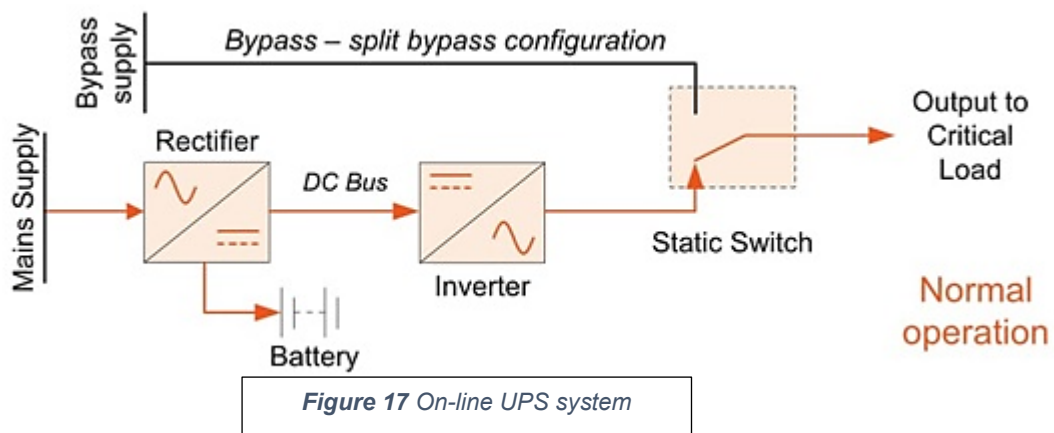 Bypass supply
Bypass – split bypass configuration
Mains Supply
Rectifier
DC Bus
Inverter
Battery
Static Switch
Output to
Critical
Load
Normal
operation
Figure 17 On-line UPS system